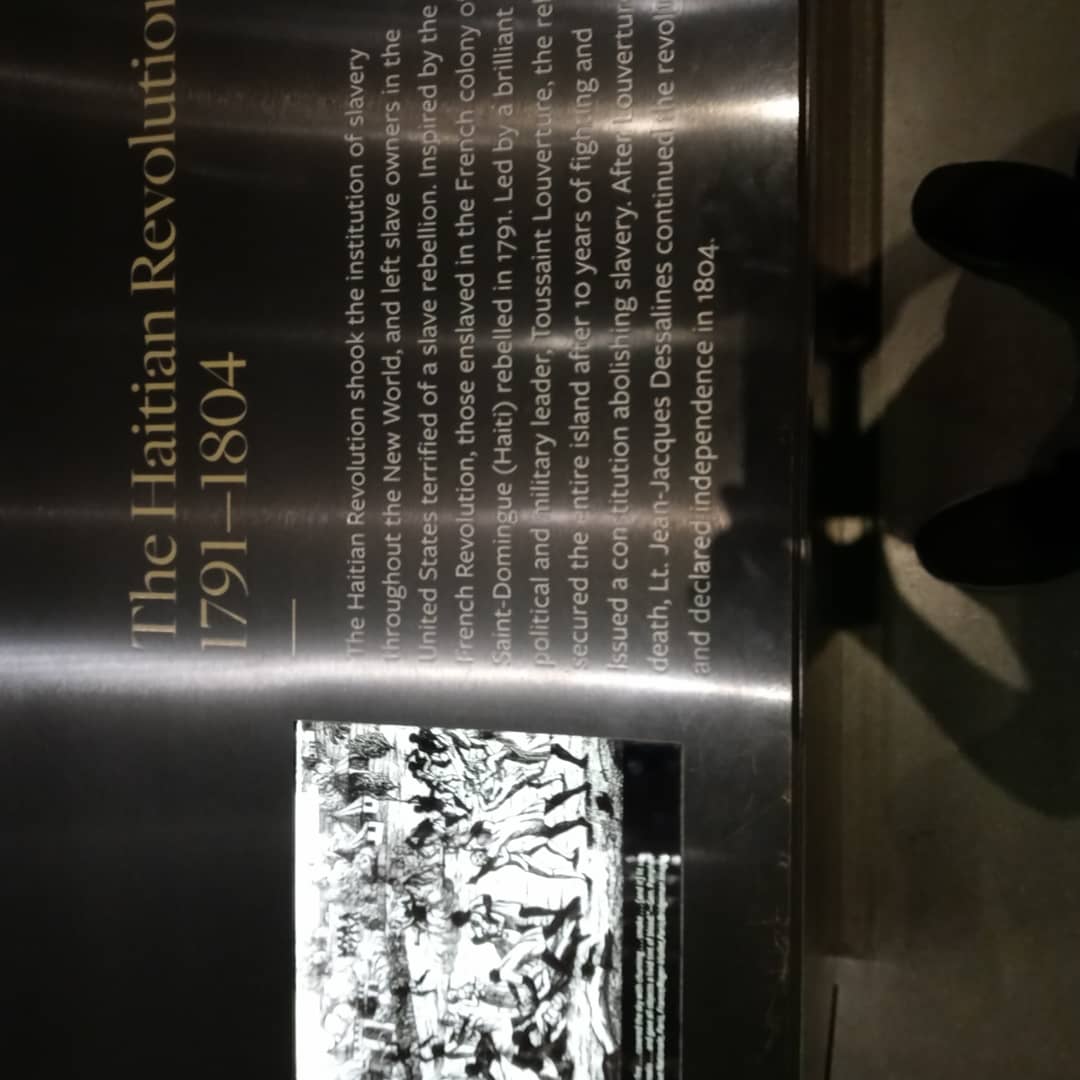 The Haitian Revolution
1791–1804
The Haitian Revolution shook the institution of slavery
throughout the New World, and left slave owners in the
United States terrified of a slave rebellion. Inspired by the
French Revolution, those enslaved in the French colony of
Saint-Domingue (Haiti) rebelled in 1791. Led by a brilliant
political and military leader, Toussaint Louverture, the
secured the entire island after 10 years of fighting and
issued a constitution abolishing slavery. After Louverture
death, Lt. Jean-Jacques Dessalines continued the
and declared independence in 1804.